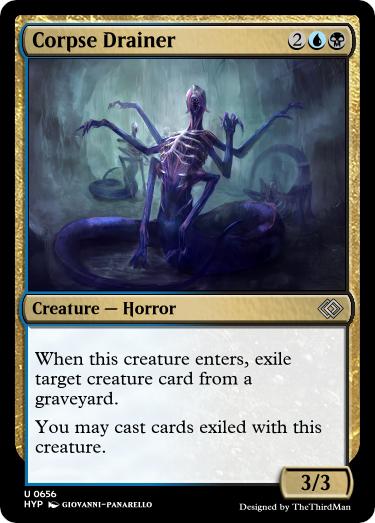 Corpse Drainer 2
Creature — Horror
When this creature enters, exile
target creature card from a
graveyard.
You may cast cards exiled with this
creature.
3/3
U 0656
HYP GIOVANNI-PANARELLO
Designed by TheThirdMan